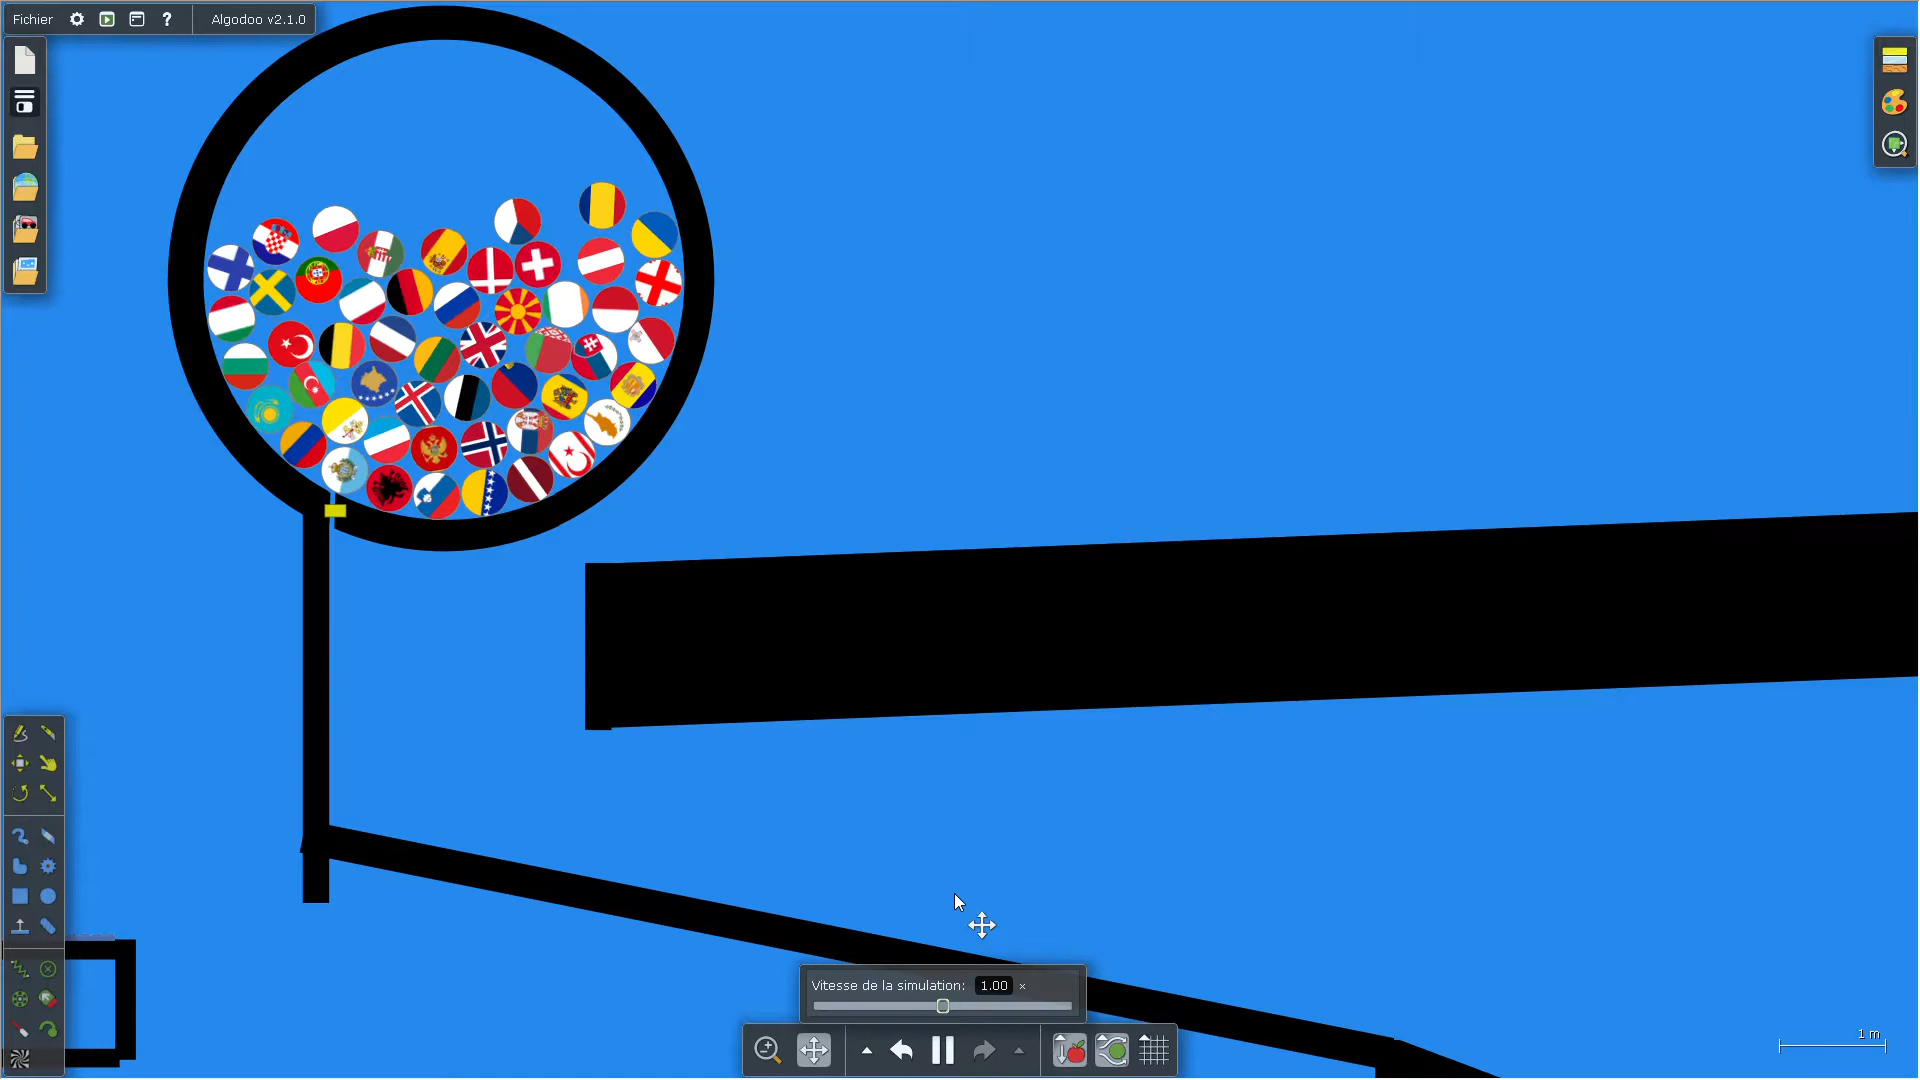 Fichier
? Algodoo v2.1.0
Vitesse de la simulation: 1.00 ×
1 m